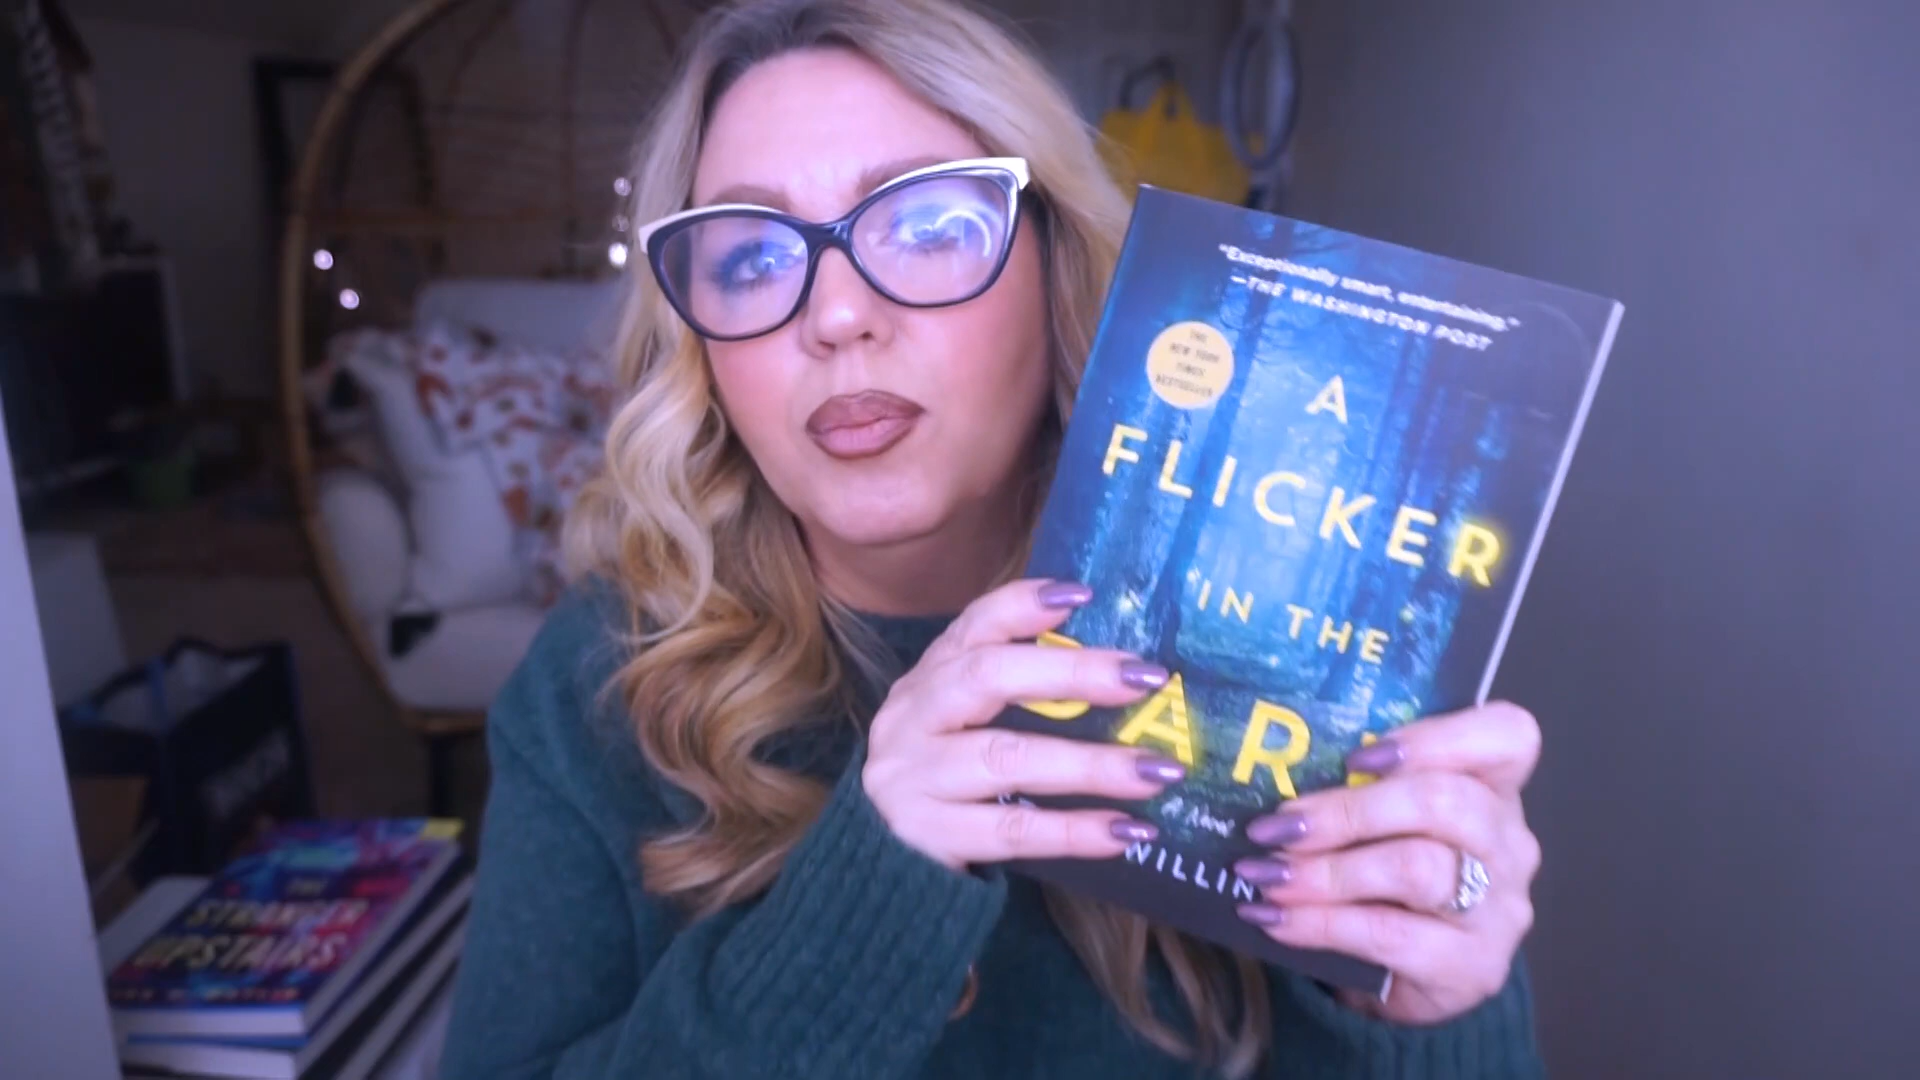 "Exceptionally smart, entertaining."
—THE WASHINGTON POST
THE
NEW YORK
TIMES
BESTSELLER
A
FLICKER
IN THE
DAR
A Novel
WILLIN
THE
STRANGER
UPSTAIRS